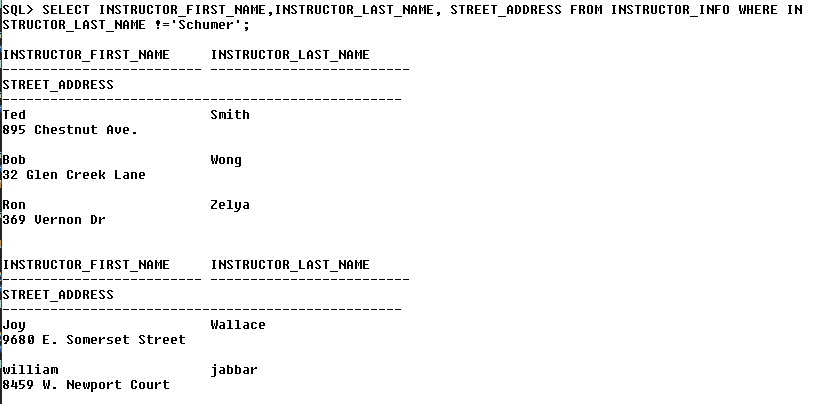 SQL> SELECT INSTRUCTOR_FIRST_NAME,INSTRUCTOR_LAST_NAME, STREET_ADDRESS FROM INSTRUCTOR_INFO WHERE IN
STRUCTOR_LAST_NAME !='Schumer';
INSTRUCTOR_FIRST_NAME INSTRUCTOR_LAST_NAME
------------------------- -------------------------
STREET_ADDRESS
--------------------------------------------------
Ted Smith
895 Chestnut Ave.
Bob Wong
32 Glen Creek Lane
Ron Zelya
369 Vernon Dr
INSTRUCTOR_FIRST_NAME INSTRUCTOR_LAST_NAME
------------------------- -------------------------
STREET_ADDRESS
--------------------------------------------------
Joy Wallace
9680 E. Somerset Street
william jabbar
8459 W. Newport Court